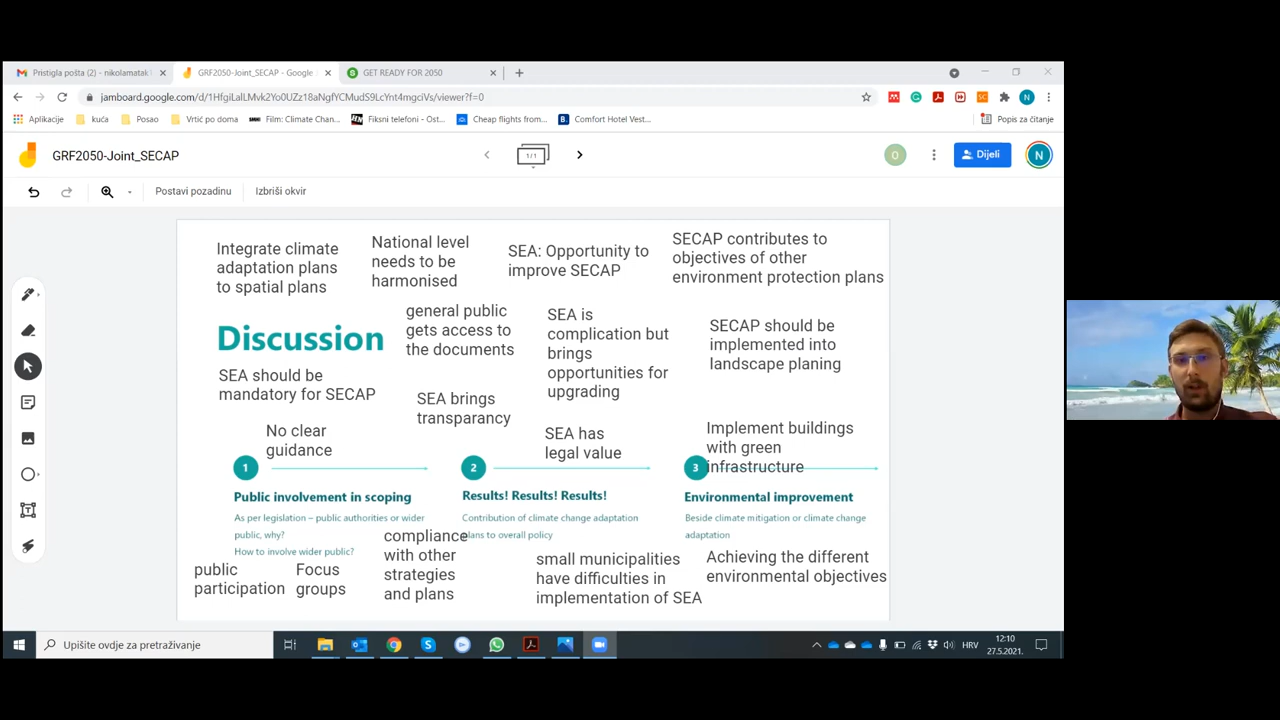 Pristigla pošta (2) - nikolamatak
GRF2050-Joint_SECAP - Google
GET READY FOR 2050
Aplikacije
kuća
Posao
Vrtić po doma
Film: Climate Chan...
Fiksni telefoni - Ost...
Cheap flights from...
Comfort Hotel Vest...
Popis za čitanje
GRF2050-Joint_SECAP
1/1
O
Dijeli
N
Postavi pozadinu
Izbriši okvir
Integrate climate
adaptation plans
to spatial plans
National level
needs to be
harmonised
SEA: Opportunity to
improve SECAP
SECAP contributes to
objectives of other
environment protection plans
Discussion
general public
gets access to
the documents
SEA is
complication but
brings
opportunities for
upgrading
SECAP should be
implemented into
landscape planing
SEA should be
mandatory for SECAP
SEA brings
transparancy
No clear
guidance
SEA has
legal value
Implement buildings
with green
infrastructure
1
Public involvement in scoping
As per legislation – public authorities or wider
public, why?
How to involve wider public?
2
Results! Results! Results!
Contribution of climate change adaptation
plans to overall policy
3
Environmental improvement
Beside climate mitigation or climate change
adaptation
public
participation
Focus
groups
compliance
with other
strategies
and plans
small municipalities
have difficulties in
implementation of SEA
Achieving the different
environmental objectives
Upišite ovdje za pretraživanje
HRV
12:10
27.5.2021.